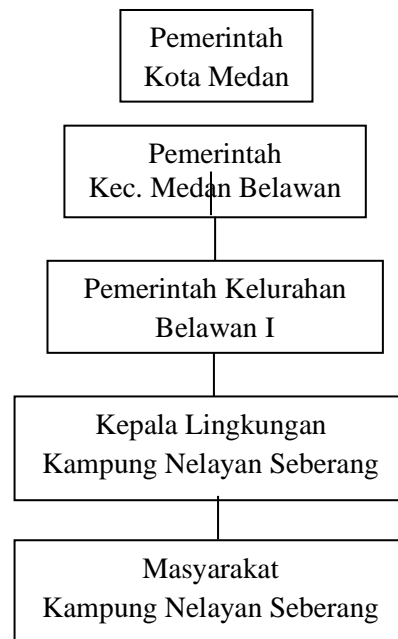 Pemerintah
Kota Medan
Pemerintah
Kec. Medan Belawan
Pemerintah Kelurahan
Belawan I
Kepala Lingkungan
Kampung Nelayan Seberang
Masyarakat
Kampung Nelayan Seberang